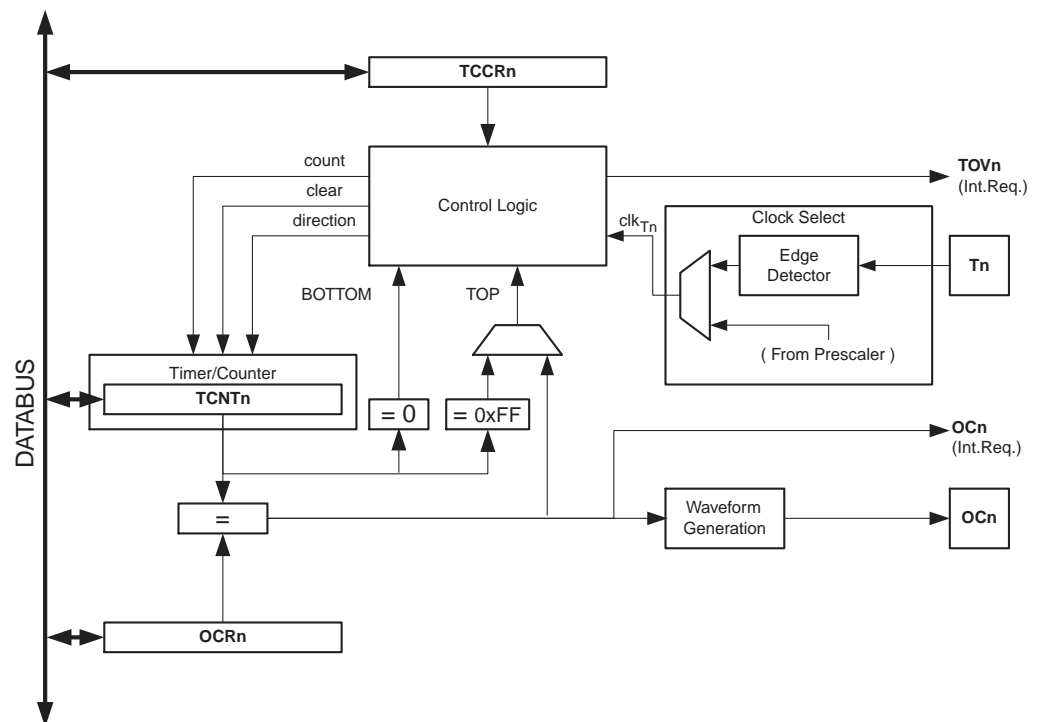 TCCRn
count
clear
direction
Control Logic
TOVn
(Int.Req.)
clkTn
Clock Select
Edge
Detector
Tn
BOTTOM
TOP
( From Prescaler )
Timer/Counter
TCNTn
= 0
= 0xFF
DATABUS
OCn
(Int.Req.)
=
Waveform
Generation
OCn
OCRn